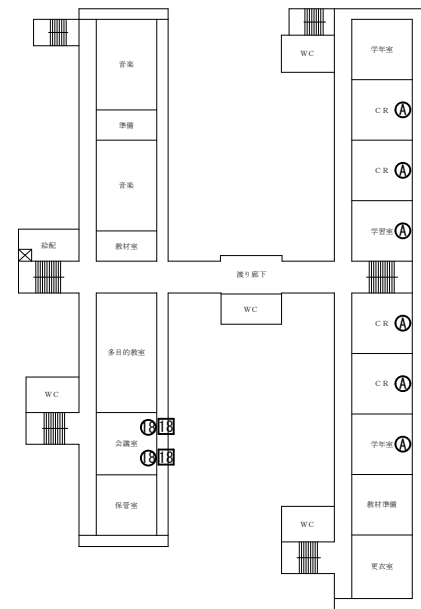 音楽
準備
音楽
教材室
給配
多目的教室
WC
会議室
18 18
18 18
保管室
渡り廊下
WC
WC
学年室
CR A
CR A
学習室 A
CR A
CR A
学年室 A
教材準備
WC
更衣室